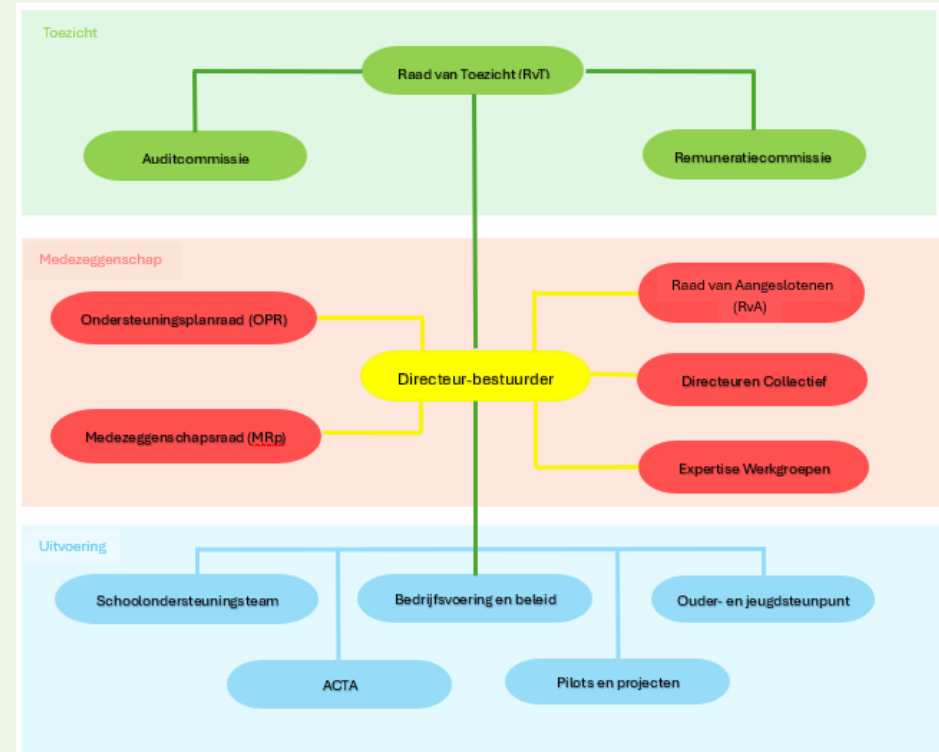 Toezicht
Raad van Toezicht (RvT)
Auditcommissie
Remuneratiecommissie
Medezeggenschap
Raad van Aangeslotenen
(RvA)
Ondersteuningsplanraad (OPR)
Directeur-bestuurder
Directeuren Collectief
Medezeggenschapsraad (MRp)
Expertise Werkgroepen
Uitvoering
Schoolondersteuningsteam
Bedrijfsvoering en beleid
Ouder- en jeugdsteunpunt
ACTA
Pilots en projecten